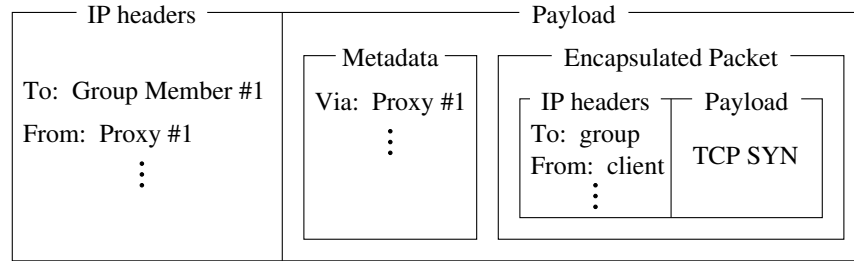 IP headers
Payload
Metadata
Encapsulated Packet
To: Group Member #1
From: Proxy #1
Via: Proxy #1
IP headers
Payload
To: group
From: client
TCP SYN